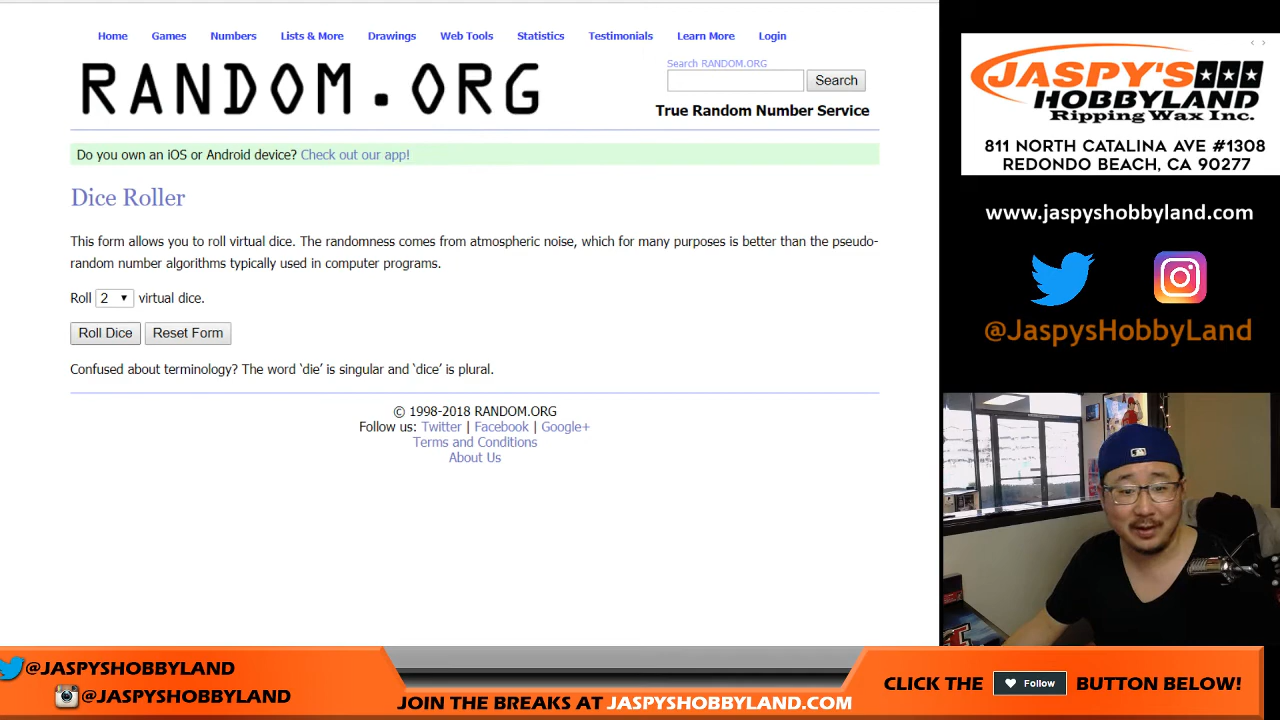 Home Games Numbers Lists & More Drawings Web Tools Statistics Testimonials Learn More Login
RANDOM.ORG
Search RANDOM.ORG
Search
True Random Number Service
Do you own an iOS or Android device? Check out our app!
Dice Roller
This form allows you to roll virtual dice. The randomness comes from atmospheric noise, which for many purposes is better than the pseudo-
random number algorithms typically used in computer programs.
Roll 2 virtual dice.
Roll Dice Reset Form
Confused about terminology? The word ‘die’ is singular and ‘dice’ is plural.
© 1998-2018 RANDOM.ORG
Follow us: Twitter | Facebook | Google+
Terms and Conditions
About Us
JASPY'S
HOBBYLAND
Ripping Wax Inc.
811 NORTH CATALINA AVE #1308
REDONDO BEACH, CA 90277
www.jaspyshobbyland.com
@JaspysHobbyLand
@JASPYSHOBBYLAND
@JASPYSHOBBYLAND
JOIN THE BREAKS AT JASPYSHOBBYLAND.COM
CLICK THE Follow BUTTON BELOW!